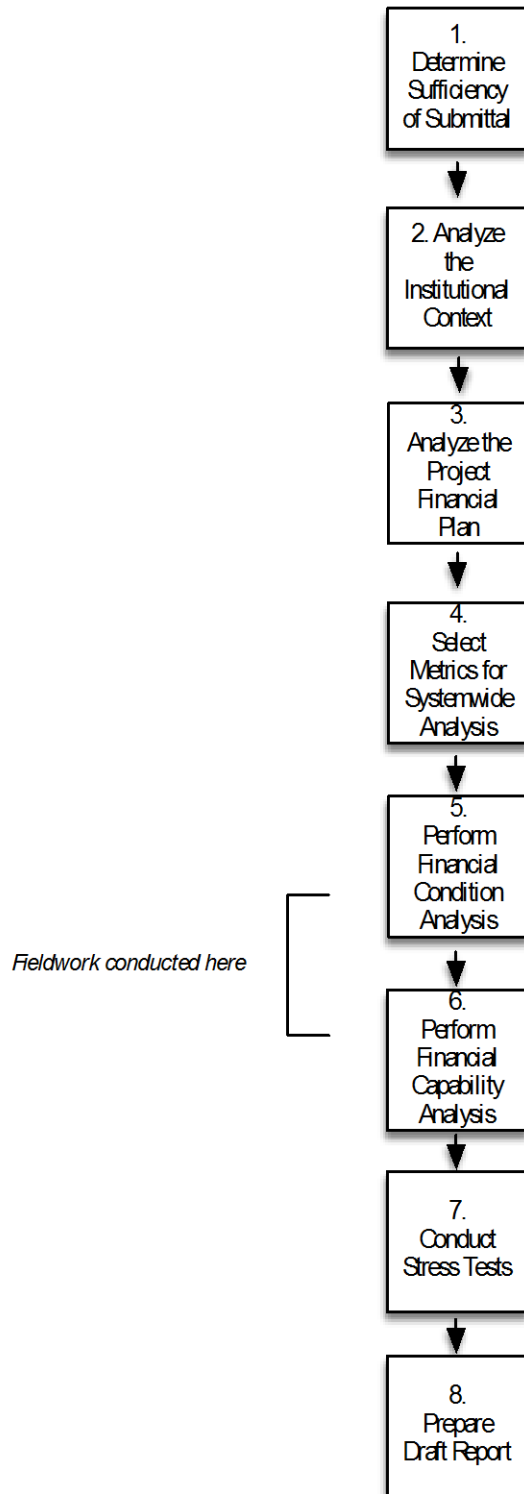 1.
Determine
Sufficiency
of Submittal
2. Analyze
the
Institutional
Context
3.
Analyze the
Project
Financial
Plan
4.
Select
Metrics for
Systemwide
Analysis
5.
Perform
Financial
Condition
Analysis
Fieldwork conducted here
6.
Perform
Financial
Capability
Analysis
7.
Conduct
Stress Tests
8.
Prepare
Draft Report